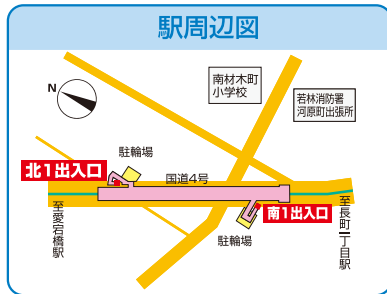 駅周辺図
N
南材木町
小学校
若林消防署
河原町出張所
駐輪場
北1出入口
国道4号
南1出入口
駐輪場
至愛宕橋駅
至長町一丁目駅